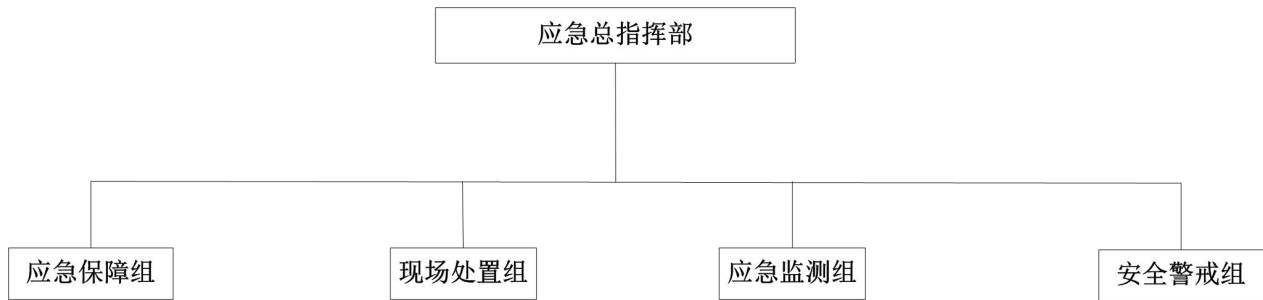 应急总指挥部
应急保障组
现场处置组
应急监测组
安全警戒组